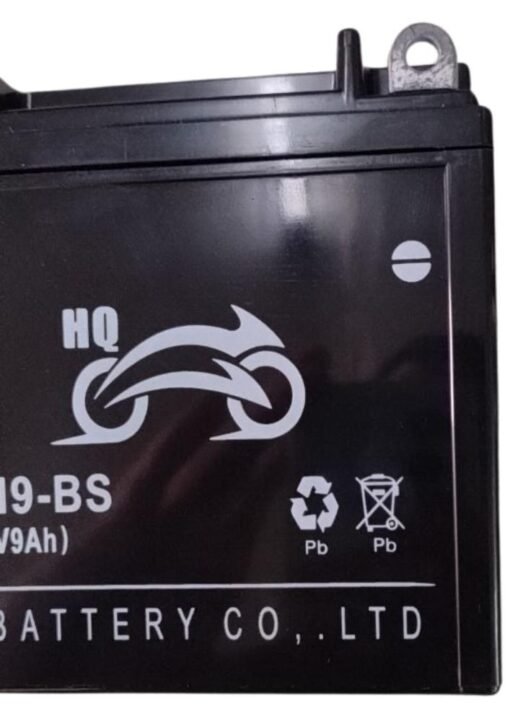 HQ
9-BS
9Ah)
Pb Pb
BATTERY CO,.LTD